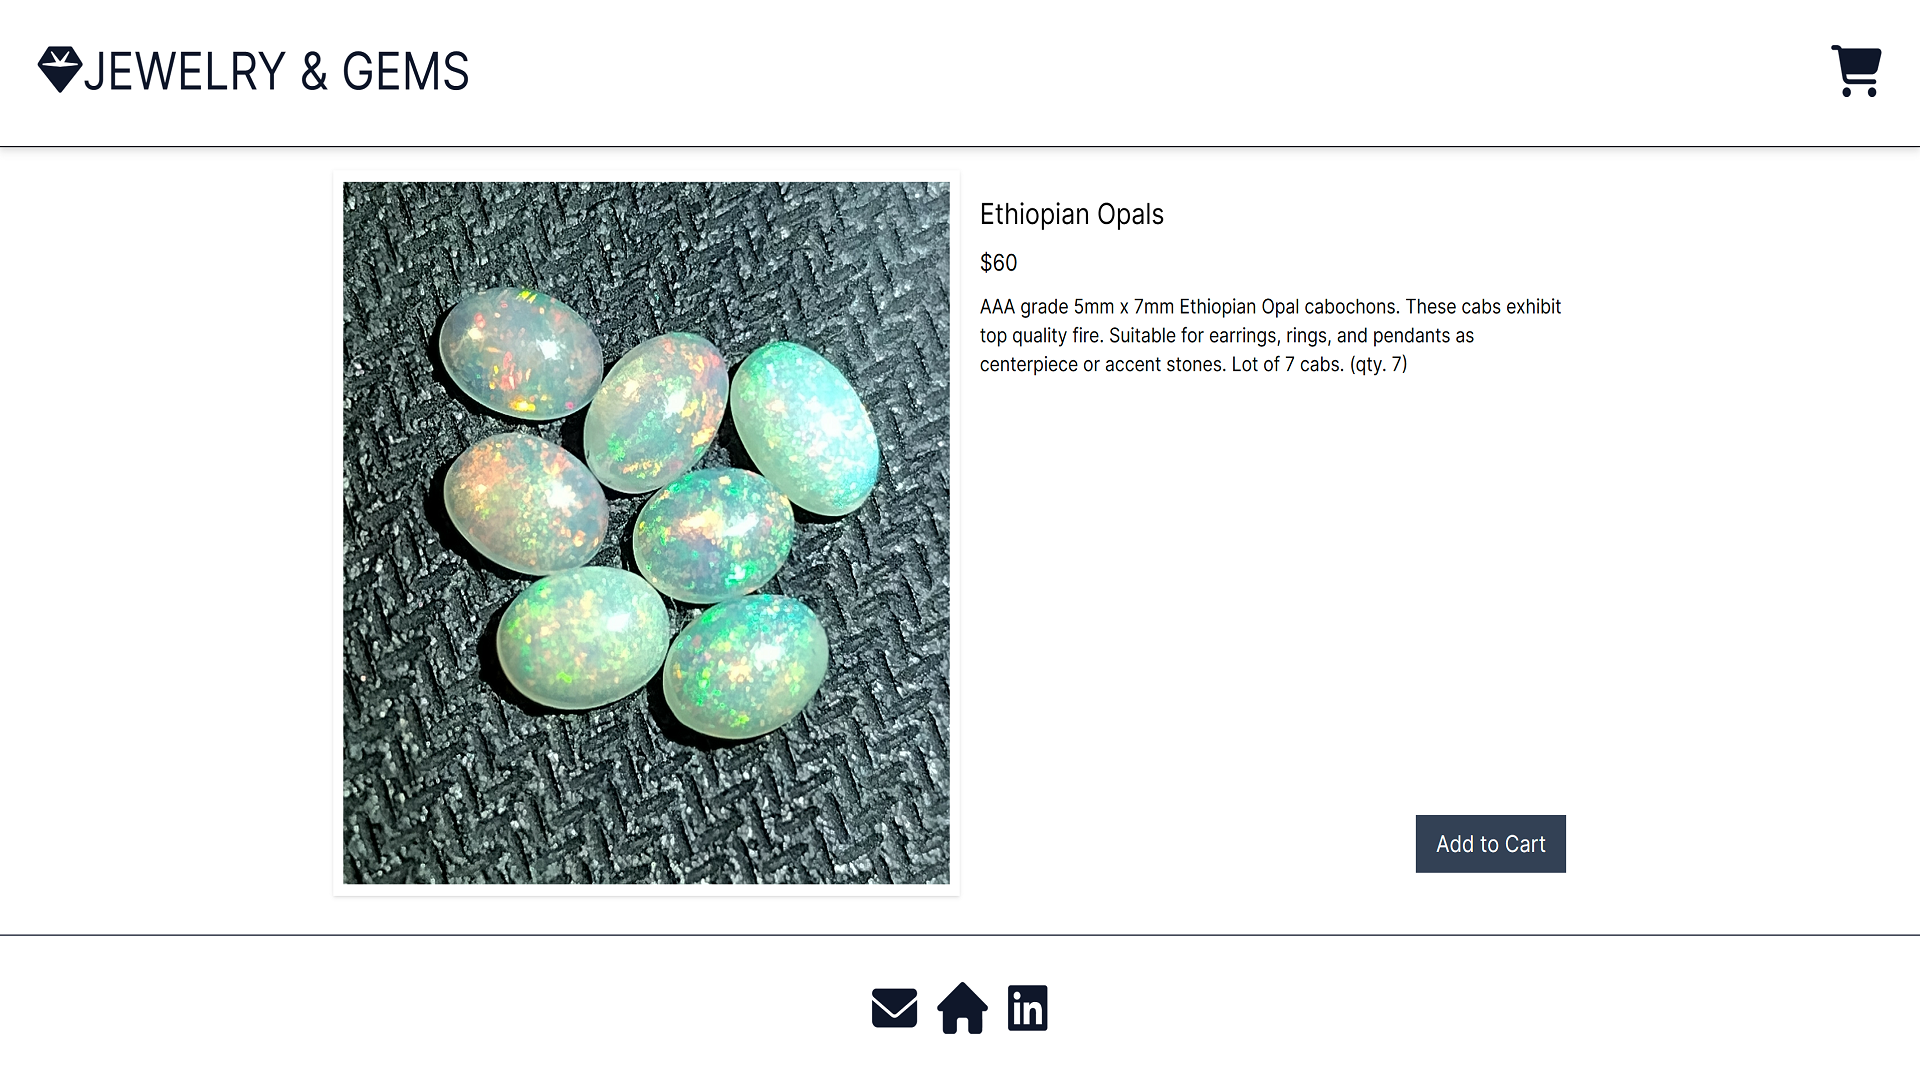 JEWELRY & GEMS
Ethiopian Opals
$60
AAA grade 5mm x 7mm Ethiopian Opal cabochons. These cabs exhibit
top quality fire. Suitable for earrings, rings, and pendants as
centerpiece or accent stones. Lot of 7 cabs. (qty. 7)
Add to Cart
in